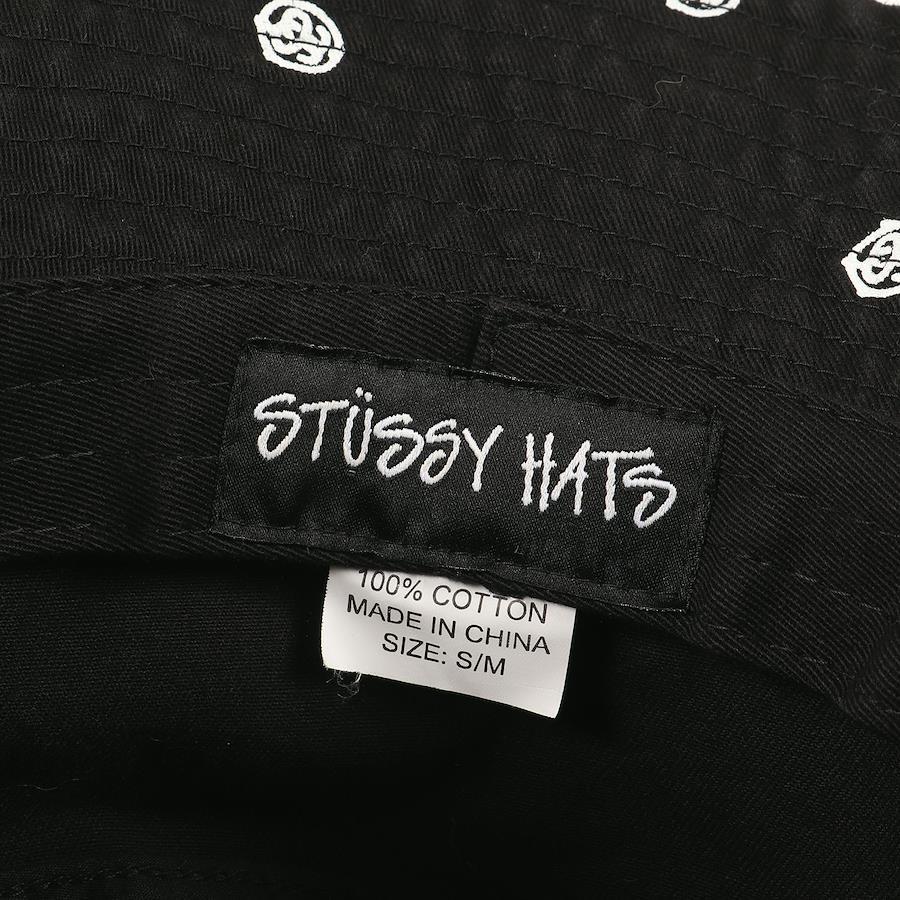 STÜSSY HATS
100% COTTON
MADE IN CHINA
SIZE: S/M